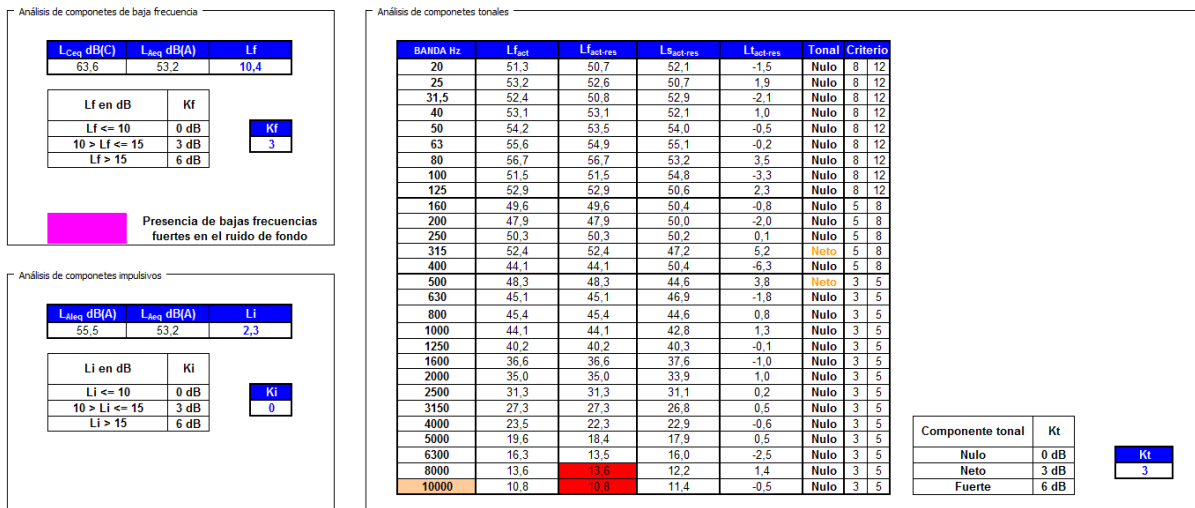 Análisis de componetes de baja frecuencia
LCeq dB(C) LAeq dB(A) Lf
63,6 53,2 10,4
Lf en dB Kf
Lf <= 10 0 dB
10 > Lf <= 15 3 dB
Lf > 15 6 dB
Kf
3
Presencia de bajas frecuencias
fuertes en el ruido de fondo
Análisis de componetes impulsivos
LAIeq dB(A) LAeq dB(A) Li
55,5 53,2 2,3
Li en dB Ki
Li <= 10 0 dB
10 > Li <= 15 3 dB
Li > 15 6 dB
Ki
0
Análisis de componetes tonales
BANDA Hz Lfact Lfact-res Lsact-res Ltact-res Tonal Criterio
20 51,3 50,7 52,1 -1,5 Nulo 8 12
25 53,2 52,6 50,7 1,9 Nulo 8 12
31,5 52,4 50,8 52,9 -2,1 Nulo 8 12
40 53,1 53,1 52,1 1,0 Nulo 8 12
50 54,2 53,5 54,0 -0,5 Nulo 8 12
63 55,6 54,9 55,1 -0,2 Nulo 8 12
80 56,7 56,7 53,2 3,5 Nulo 8 12
100 51,5 51,5 54,8 -3,3 Nulo 8 12
125 52,9 52,9 50,6 2,3 Nulo 8 12
160 49,6 49,6 50,4 -0,8 Nulo 5 8
200 47,9 47,9 50,0 -2,0 Nulo 5 8
250 50,3 50,3 50,2 0,1 Nulo 5 8
315 52,4 52,4 47,2 5,2 Neto 5 8
400 44,1 44,1 50,4 -6,3 Nulo 5 8
500 48,3 48,3 44,6 3,8 Neto 3 5
630 45,1 45,1 46,9 -1,8 Nulo 3 5
800 45,4 45,4 44,6 0,8 Nulo 3 5
1000 44,1 44,1 42,8 1,3 Nulo 3 5
1250 40,2 40,2 40,3 -0,1 Nulo 3 5
1600 36,6 36,6 37,6 -1,0 Nulo 3 5
2000 35,0 35,0 33,9 1,0 Nulo 3 5
2500 31,3 31,3 31,1 0,2 Nulo 3 5
3150 27,3 27,3 26,8 0,5 Nulo 3 5
4000 23,5 22,3 22,9 -0,6 Nulo 3 5
5000 19,6 18,4 17,9 0,5 Nulo 3 5
6300 16,3 13,5 16,0 -2,5 Nulo 3 5
8000 13,6 13,6 12,2 1,4 Nulo 3 5
10000 10,8 10,8 11,4 -0,5 Nulo 3 5
Componente tonal Kt
Nulo 0 dB
Neto 3 dB
Fuerte 6 dB
Kt
3